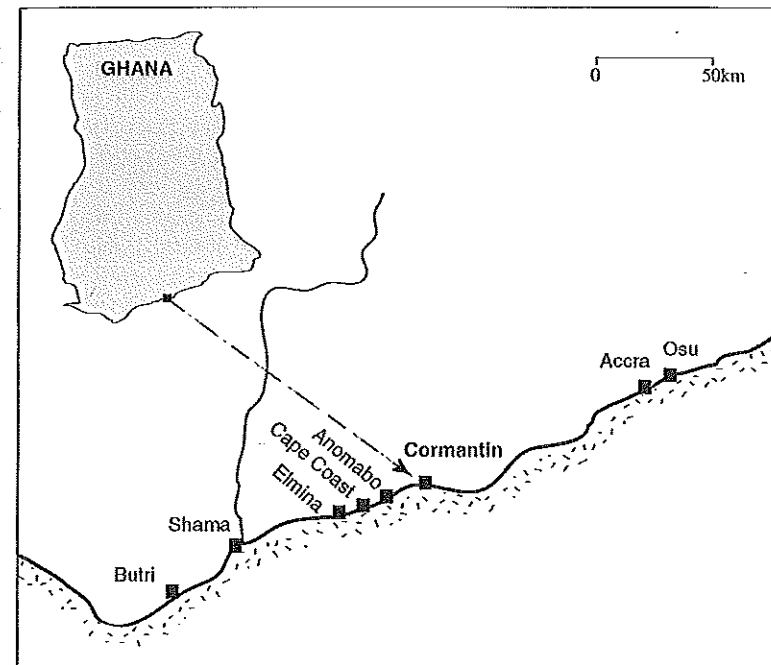 GHANA
0 50km
Accra Osu
Cormantin
Anomabo
Cape Coast
Elmina
Shama
Butri